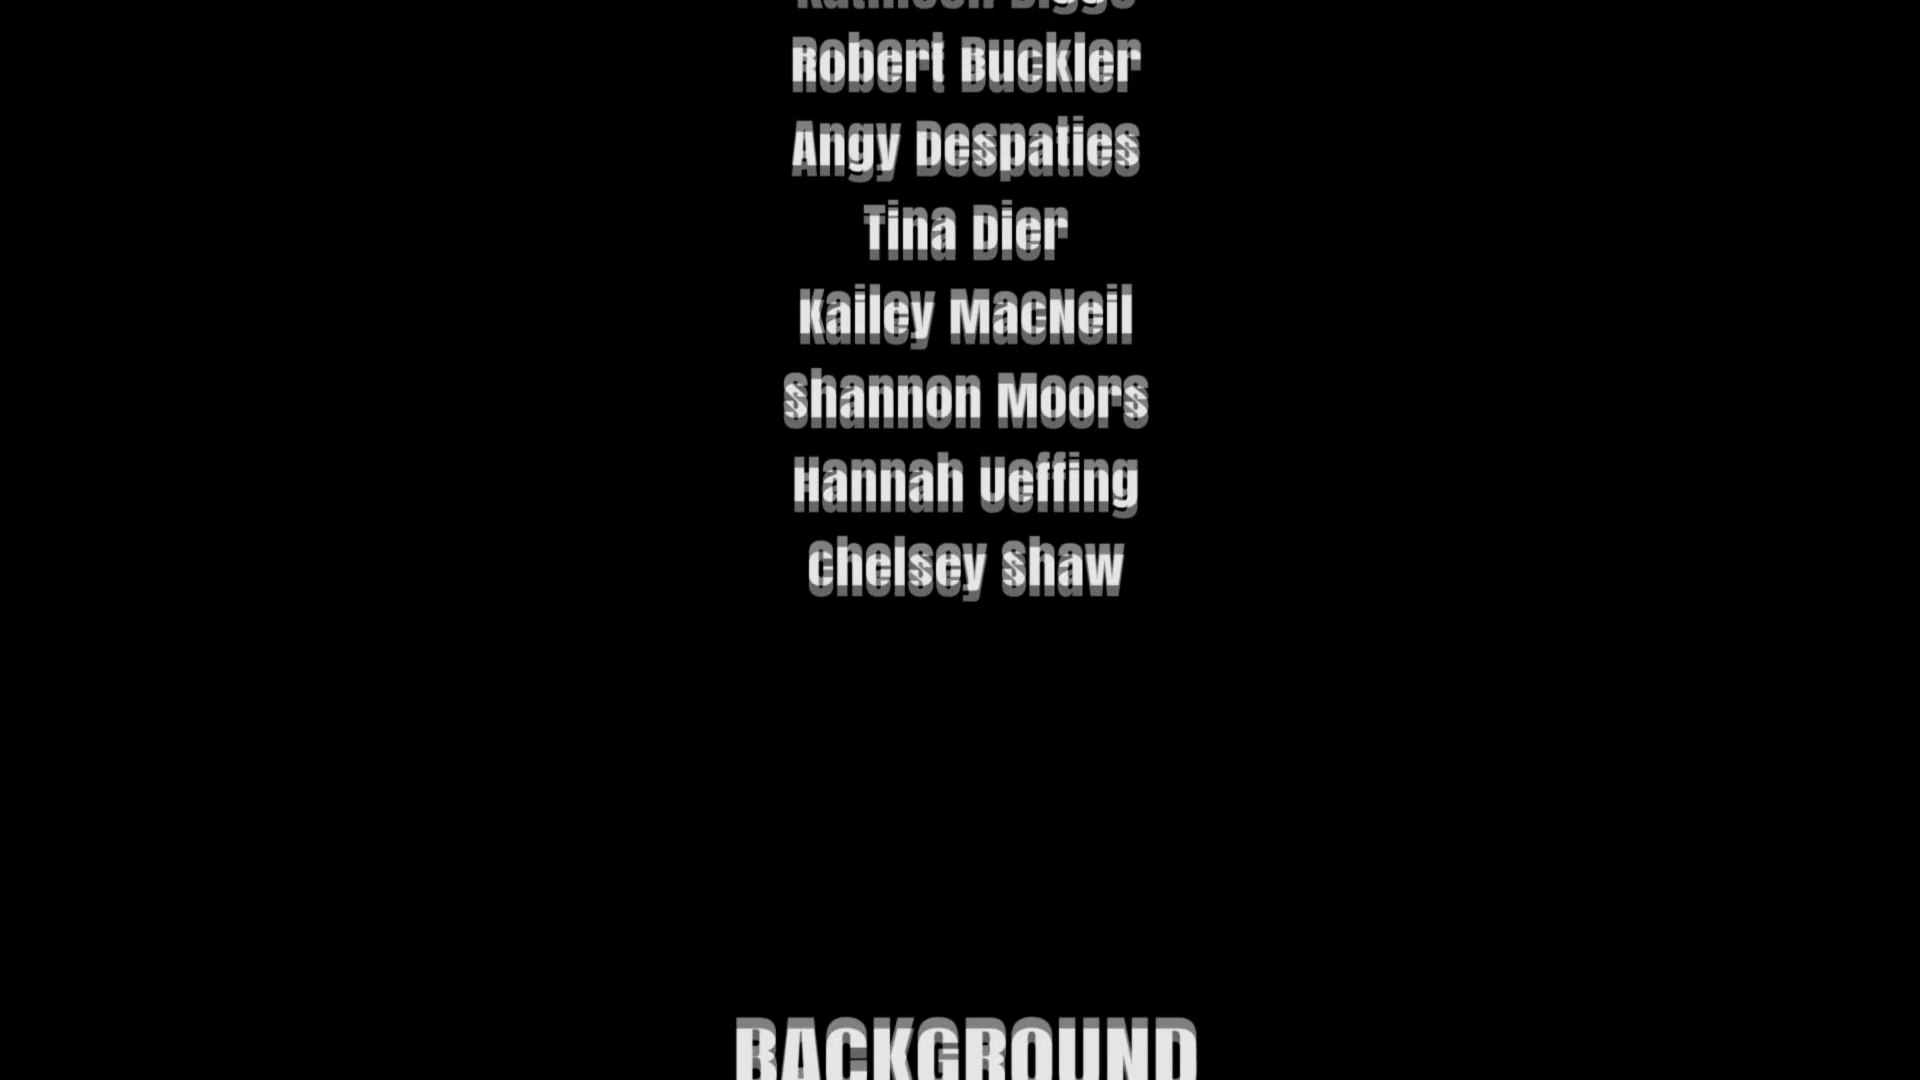 Robert Buckler
Angy Despaties
Tina Dier
Kailey MacNeil
Shannon Moors
Hannah Ueffing
Chelsey Shaw
BACKGROUND